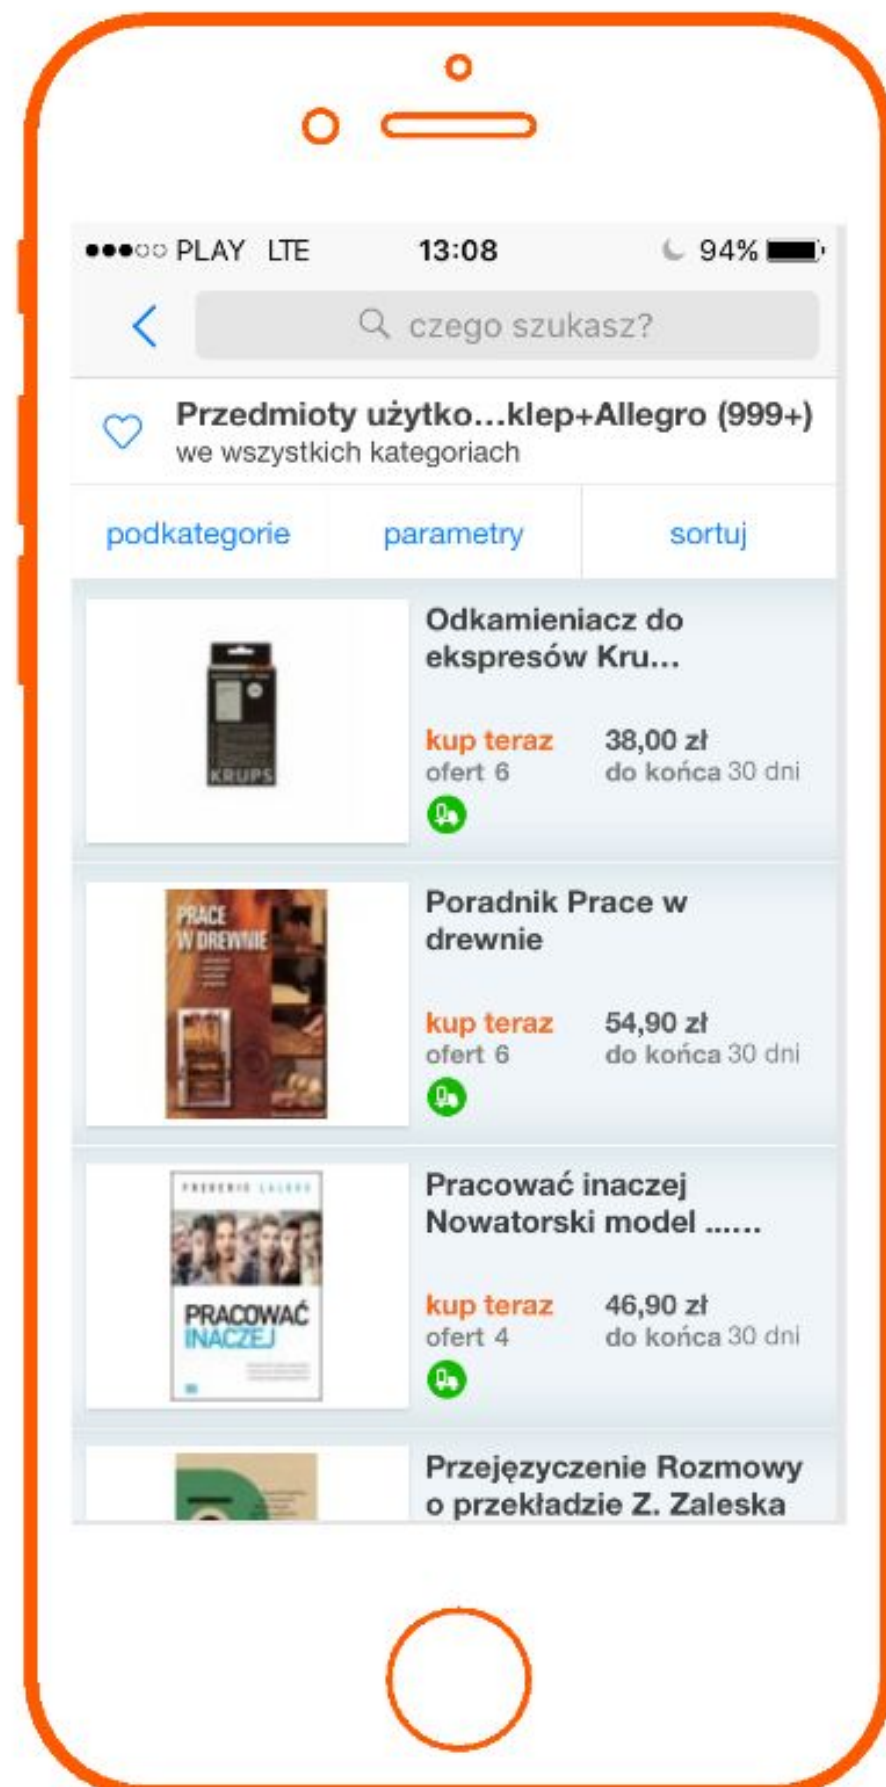 PLAY LTE 13:08 94%
czego szukasz?
Przedmioty użytko...klep+Allegro (999+)
we wszystkich kategoriach
podkategorie parametry sortuj
Odkamieniacz do
ekspresów Kru...
kup teraz 38,00 zł
ofert 6 do końca 30 dni
KRUPS
Poradnik Prace w
drewnie
PRACE
W DREWNIE
kup teraz 54,90 zł
ofert 6 do końca 30 dni
Pracować inaczej
Nowatorski model ......
FREDERIC LALOUX
PRACOWAĆ
INACZEJ
kup teraz 46,90 zł
ofert 4 do końca 30 dni
Przejęzyczenie Rozmowy
o przekładzie Z. Zaleska